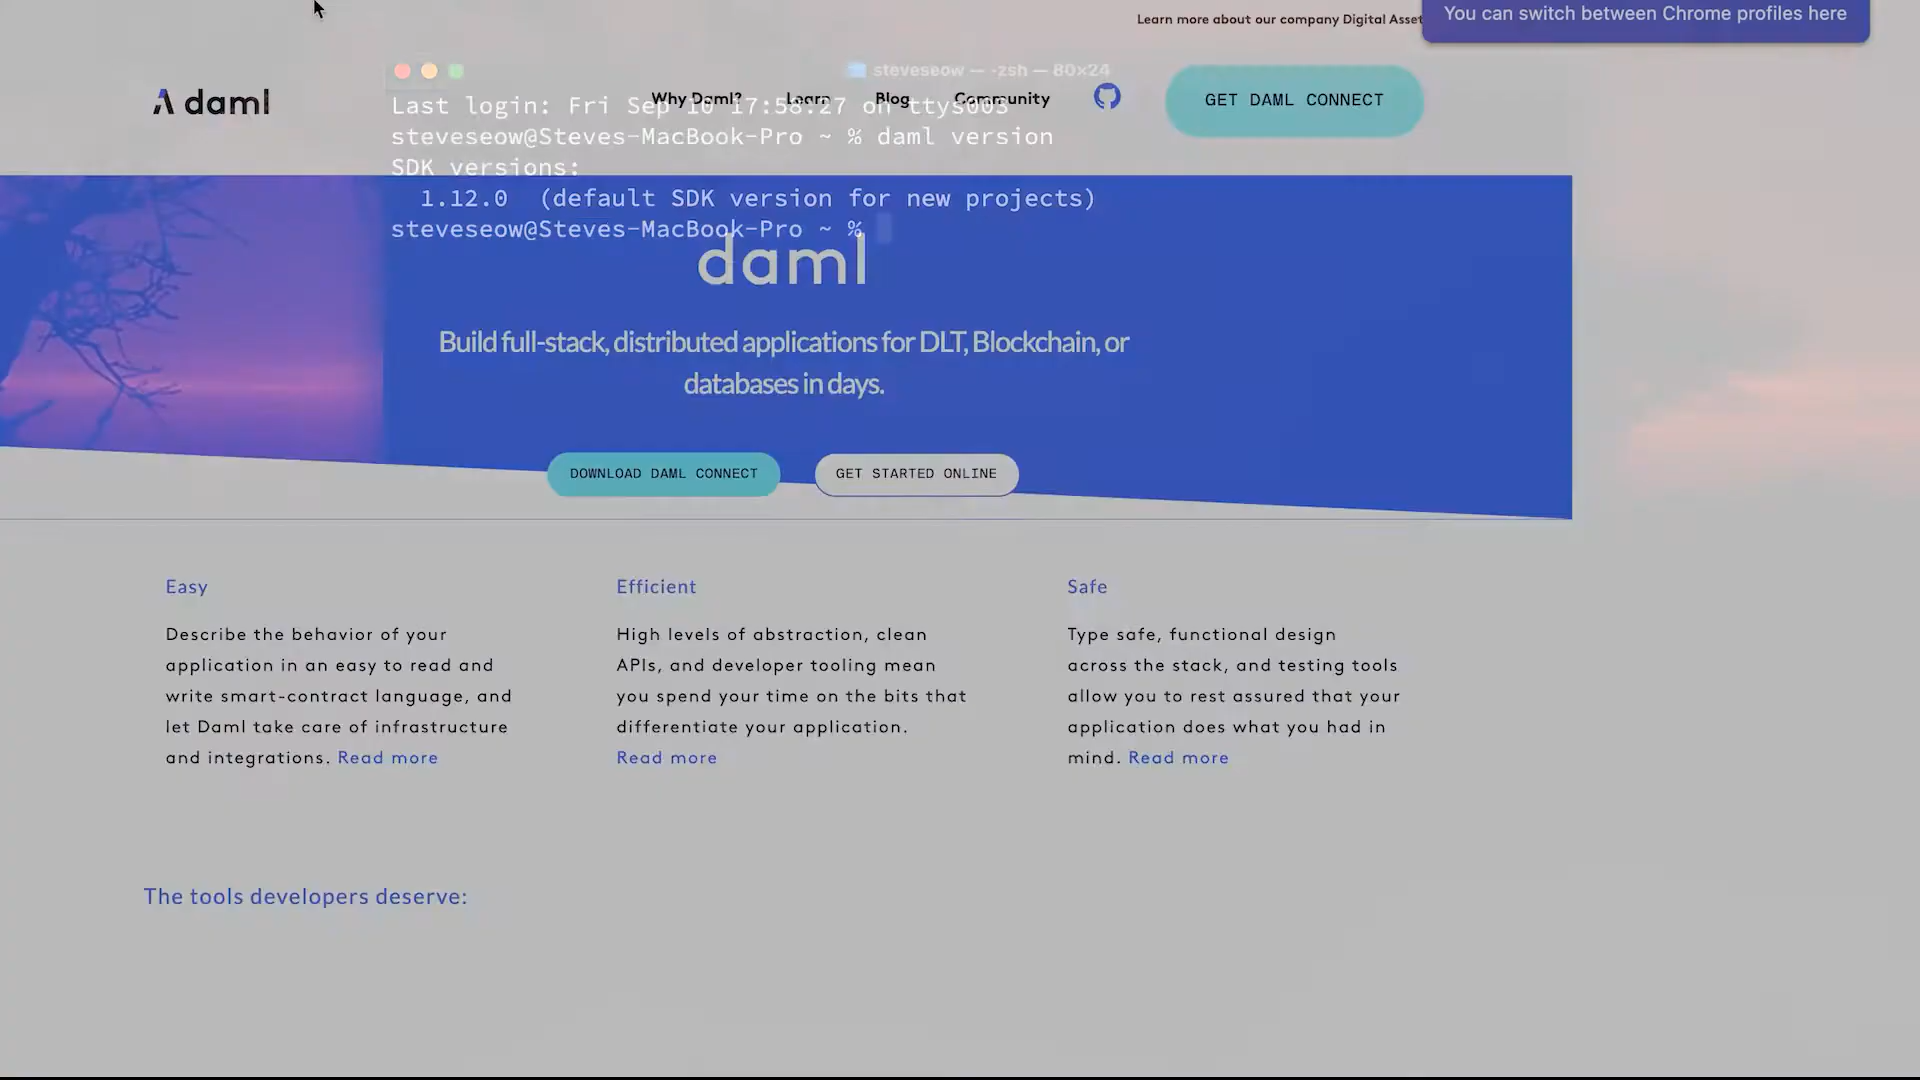 Learn more about our company Digital Asset
You can switch between Chrome profiles here
steveseow — -zsh — 80×24
daml
Why Daml?
Learn
Blog
Community
GET DAML CONNECT
Last login: Fri Sep 10 17:58:27 on ttys003
steveseow@Steves-MacBook-Pro ~ % daml version
SDK versions:
1.12.0 (default SDK version for new projects)
steveseow@Steves-MacBook-Pro ~ %
daml
Build full-stack, distributed applications for DLT, Blockchain, or
databases in days.
DOWNLOAD DAML CONNECT
GET STARTED ONLINE
Easy
Describe the behavior of your
application in an easy to read and
write smart-contract language, and
let Daml take care of infrastructure
and integrations. Read more
Efficient
High levels of abstraction, clean
APIs, and developer tooling mean
you spend your time on the bits that
differentiate your application.
Read more
Safe
Type safe, functional design
across the stack, and testing tools
allow you to rest assured that your
application does what you had in
mind. Read more
The tools developers deserve: